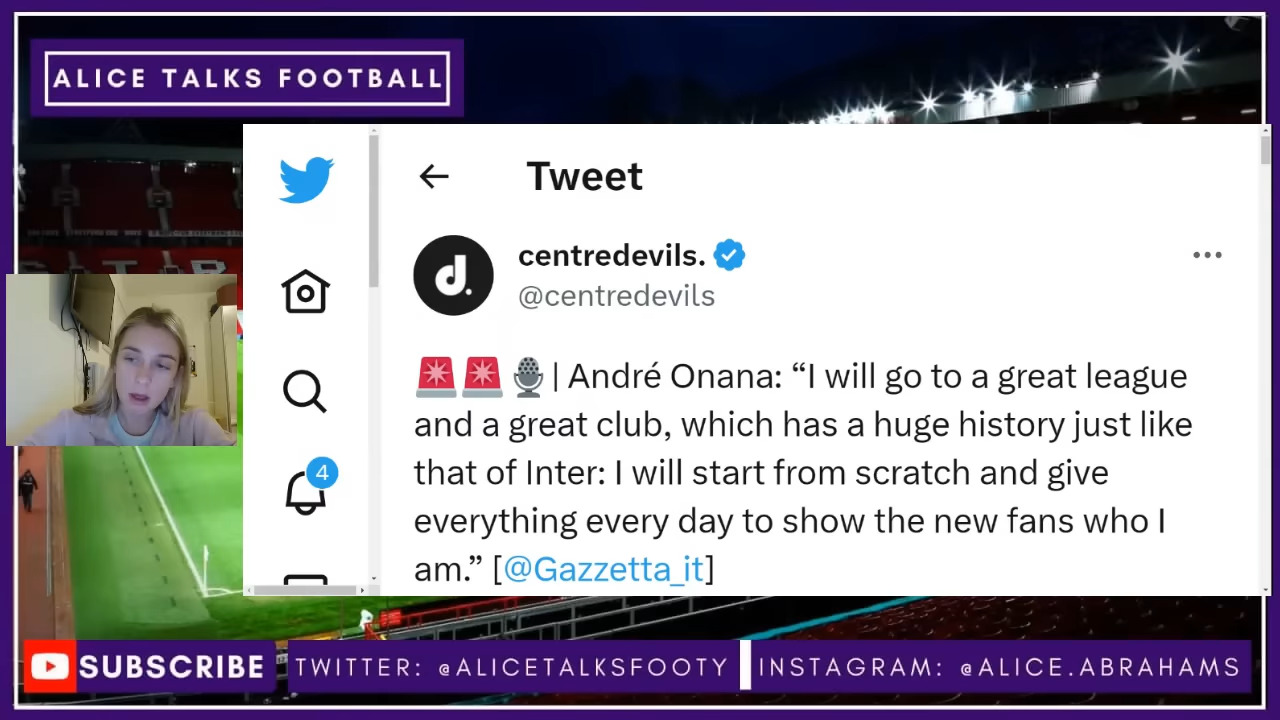 ALICE TALKS FOOTBALL
Tweet
centredevils.
@centredevils
| André Onana: “I will go to a great league
and a great club, which has a huge history just like
that of Inter: I will start from scratch and give
everything every day to show the new fans who I
am.” [@Gazzetta_it]
4
SUBSCRIBE
TWITTER: @ALICETALKSFOOTY
INSTAGRAM: @ALICE.ABRAHAMS